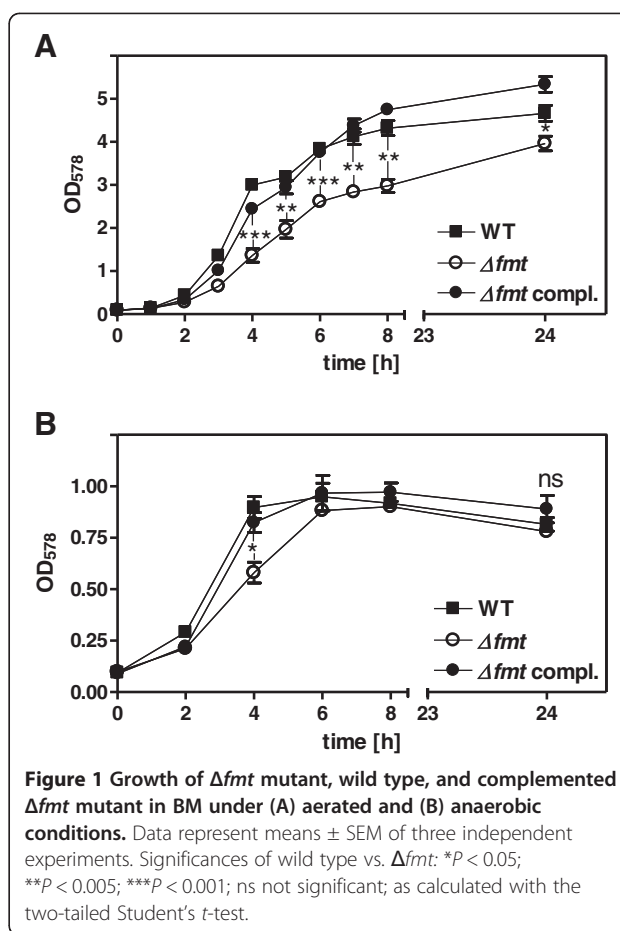 A
OD578
5
4
3
2
1
0
*** ** *** ** ** *
WT
Δfmt
Δfmt compl.
0 2 4 6 8 23 24
time [h]
B
OD578
1.00
0.75
0.50
0.25
0.00
*
ns
WT
Δfmt
Δfmt compl.
0 2 4 6 8 23 24
time [h]
Figure 1 Growth of Δfmt mutant, wild type, and complemented
Δfmt mutant in BM under (A) aerated and (B) anaerobic
conditions. Data represent means ± SEM of three independent
experiments. Significances of wild type vs. Δfmt: *P < 0.05;
**P < 0.005; ***P < 0.001; ns not significant; as calculated with the
two-tailed Student's t-test.